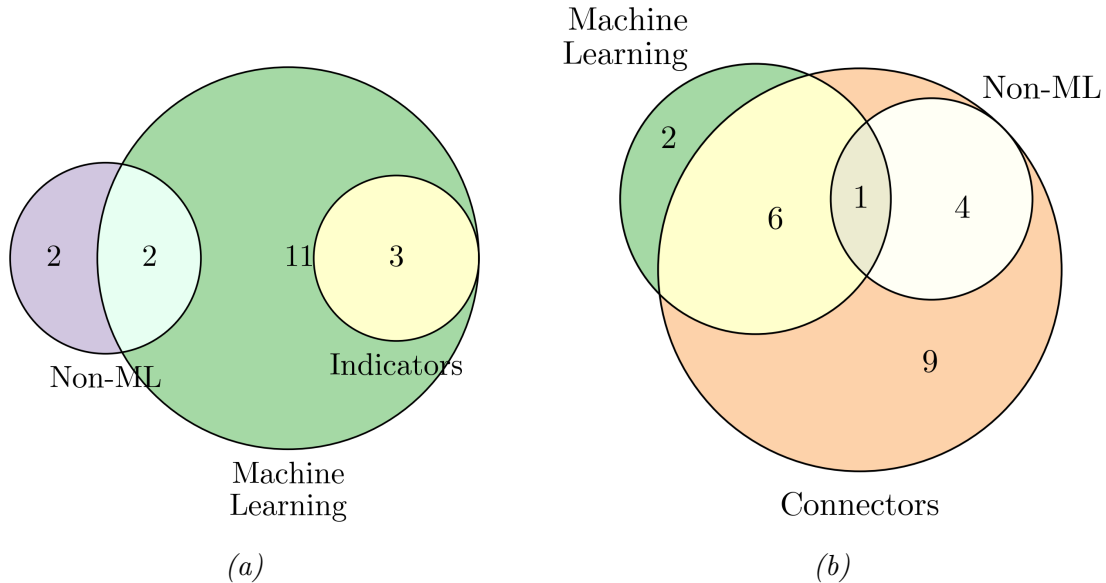 2
2
11
3
Non-ML
Indicators
Machine
Learning
(a)
Machine
Learning
Non-ML
2
6
1
4
9
Connectors
(b)